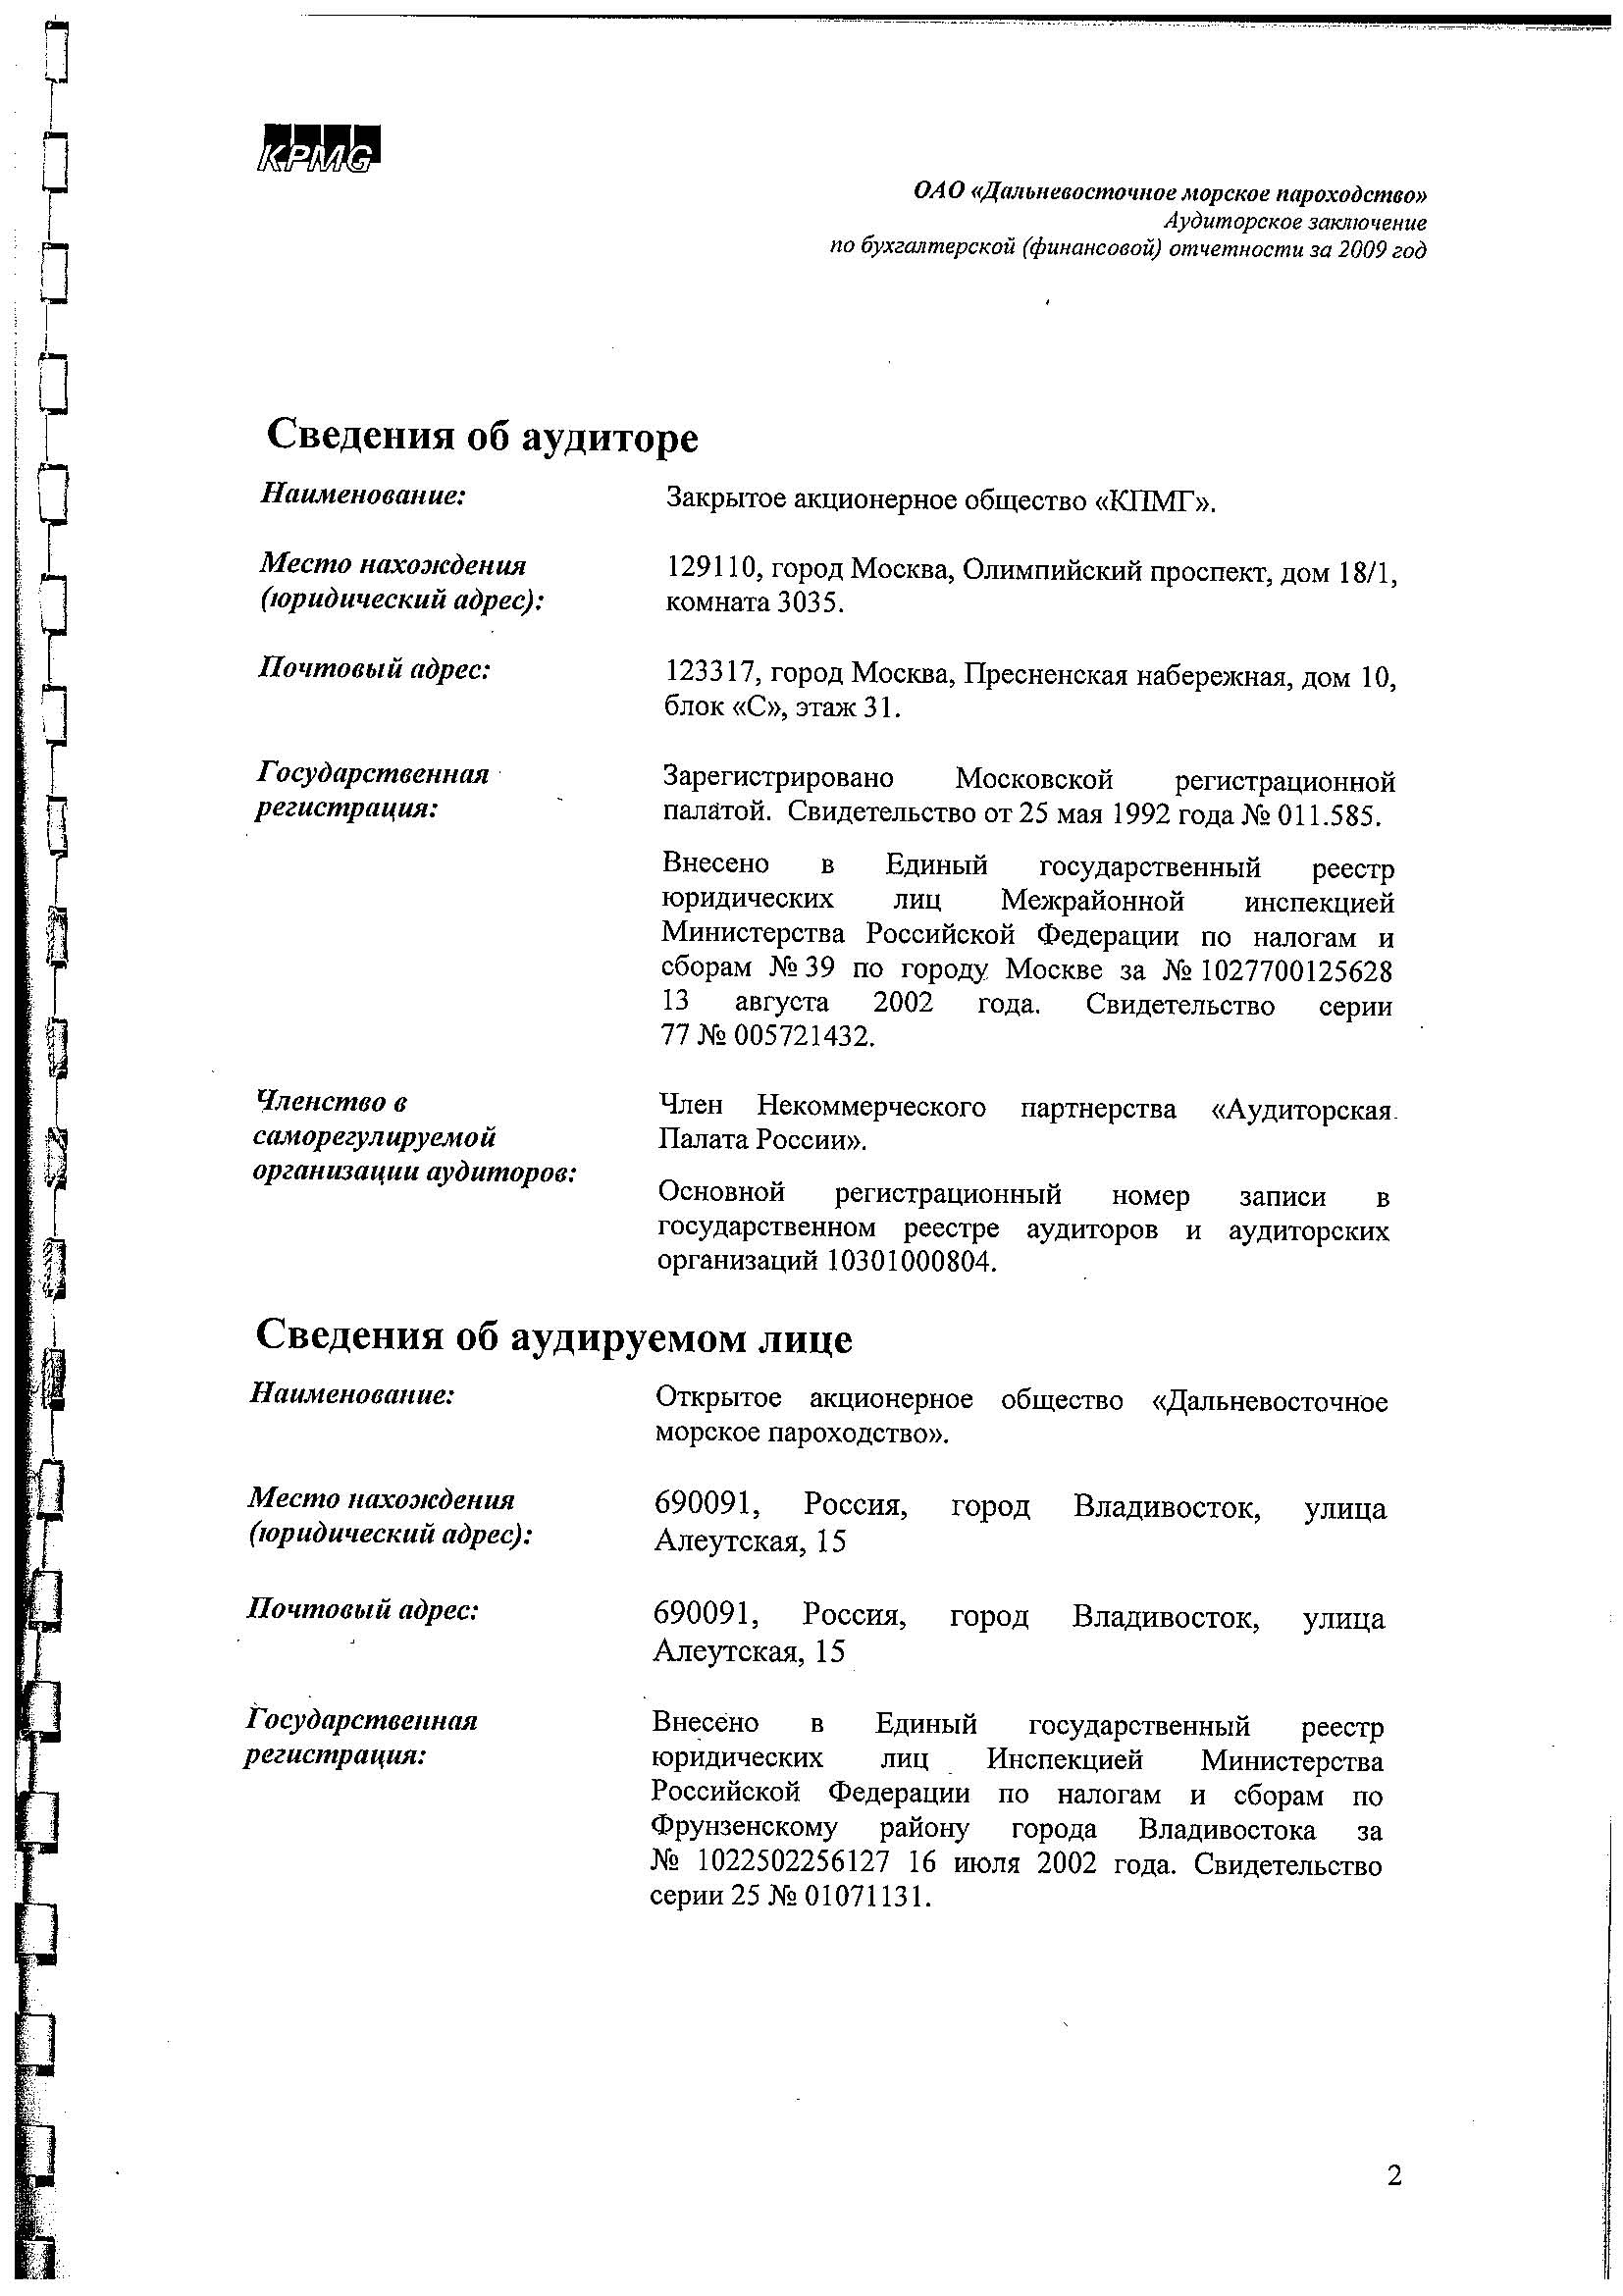 KPMG
ОАО «Дальневосточное морское пароходство»
Аудиторское заключение
по бухгалтерской (финансовой) отчетности за 2009 год
Сведения об аудиторе
Наименование:
Закрытое акционерное общество «КПМГ».
Место нахождения
(юридический адрес):
129110, город Москва, Олимпийский проспект, дом 18/1,
комната 3035.
Почтовый адрес:
123317, город Москва, Пресненская набережная, дом 10,
блок «С», этаж 31.
Государственная
регистрация:
Зарегистрировано Московской регистрационной
палатой. Свидетельство от 25 мая 1992 года № 011.585.
Внесено в Единый государственный реестр
юридических лиц Межрайонной инспекцией
Министерства Российской Федерации по налогам и
сборам № 39 по городу Москве за № 1027700125628
13 августа 2002 года. Свидетельство серии
77 № 005721432.
Членство в
саморегулируемой
организации аудиторов:
Член Некоммерческого партнерства «Аудиторская
Палата России».
Основной регистрационный номер записи в
государственном реестре аудиторов и аудиторских
организаций 10301000804.
Сведения об аудируемом лице
Наименование:
Открытое акционерное общество «Дальневосточное
морское пароходство».
Место нахождения
(юридический адрес):
690091, Россия, город Владивосток, улица
Алеутская, 15
Почтовый адрес:
690091, Россия, город Владивосток, улица
Алеутская, 15
Государственная
регистрация:
Внесено в Единый государственный реестр
юридических лиц Инспекцией Министерства
Российской Федерации по налогам и сборам по
Фрунзенскому району города Владивостока за
№ 1022502256127 16 июля 2002 года. Свидетельство
серии 25 № 01071131.
2